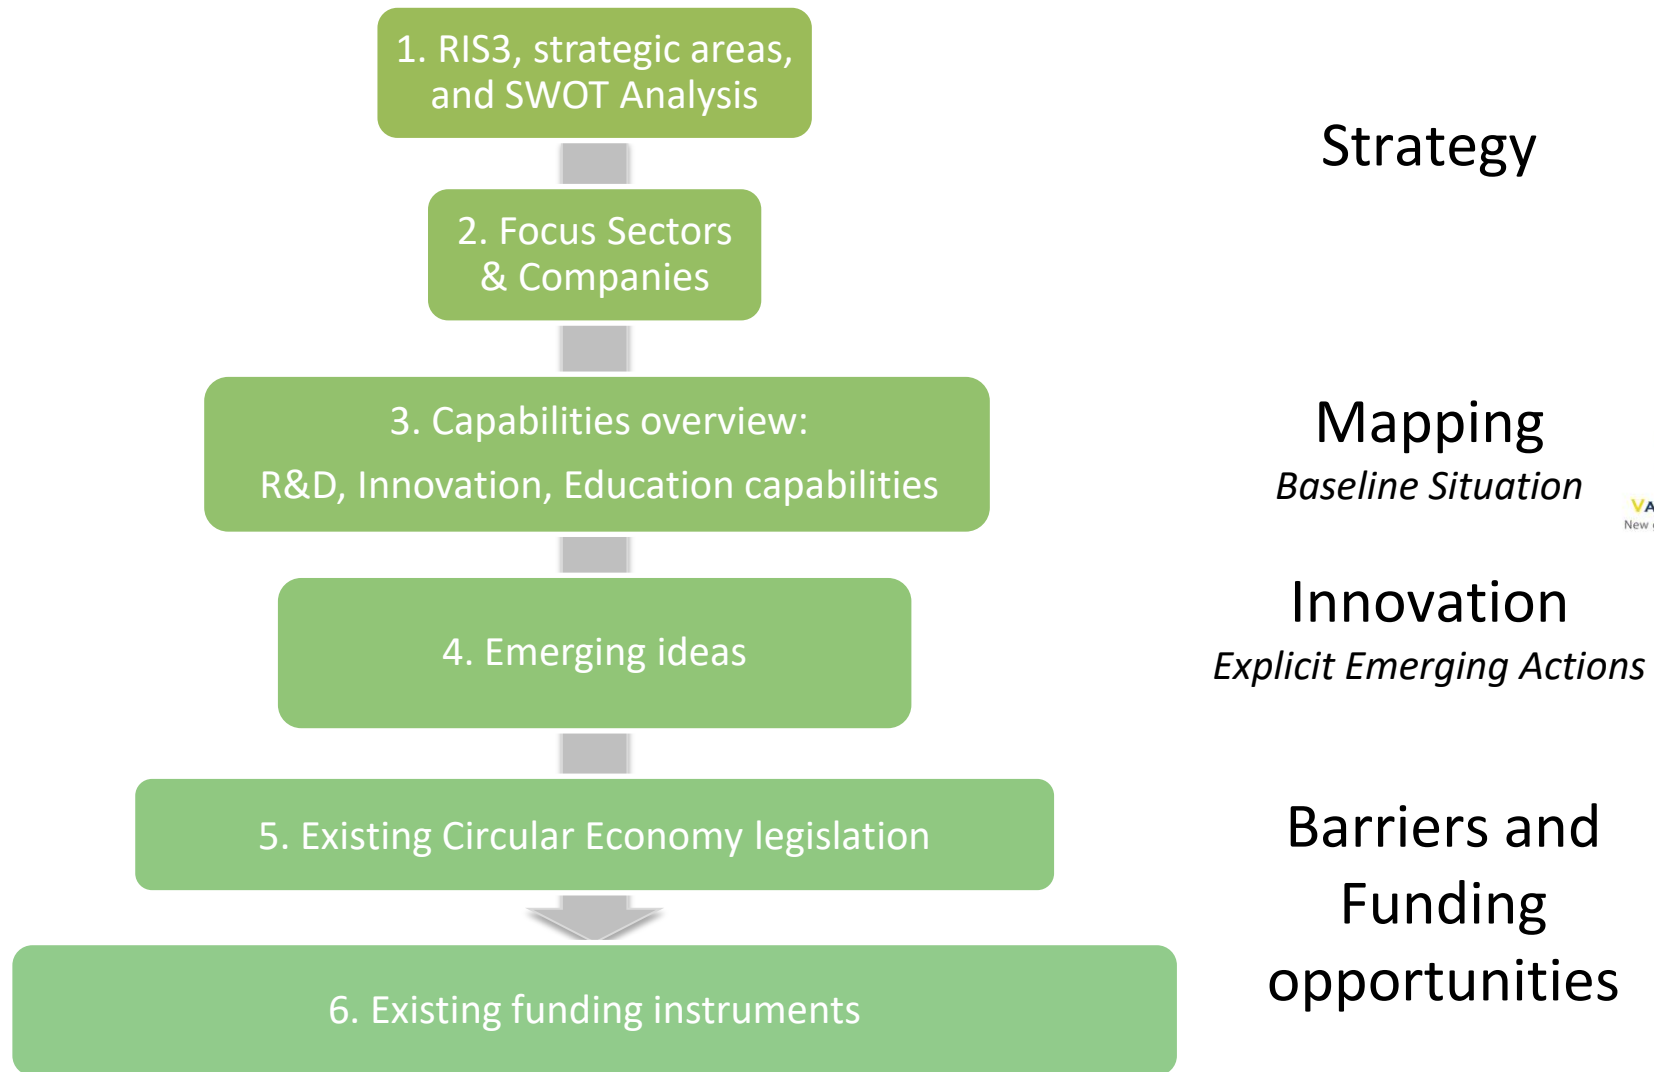 1. RIS3, strategic areas,
and SWOT Analysis
Strategy
2. Focus Sectors
& Companies
3. Capabilities overview:
R&D, Innovation, Education capabilities
Mapping
Baseline Situation
VA
New
4. Emerging ideas
Innovation
Explicit Emerging Actions
5. Existing Circular Economy legislation
6. Existing funding instruments
Barriers and
Funding
opportunities